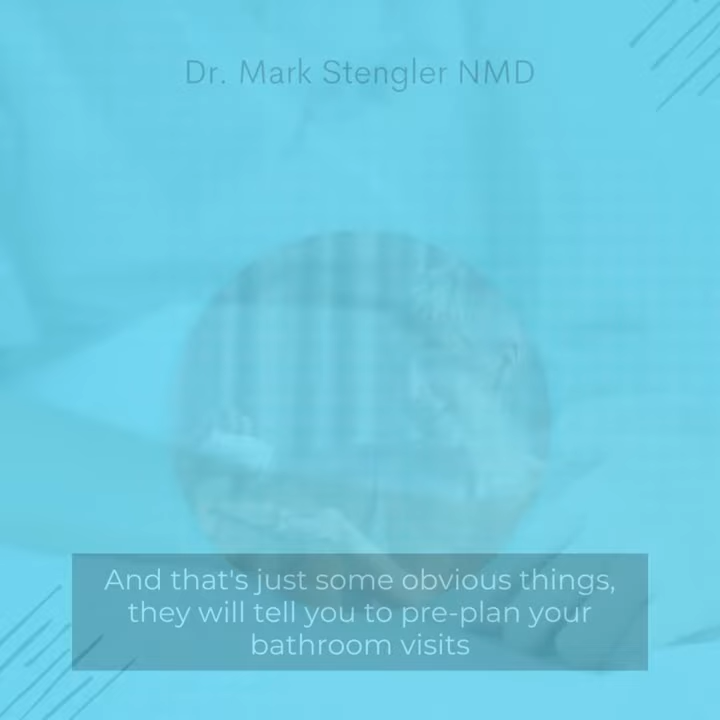 Dr. Mark Stengler NMD
And that's just some obvious things,
they will tell you to pre-plan your
bathroom visits